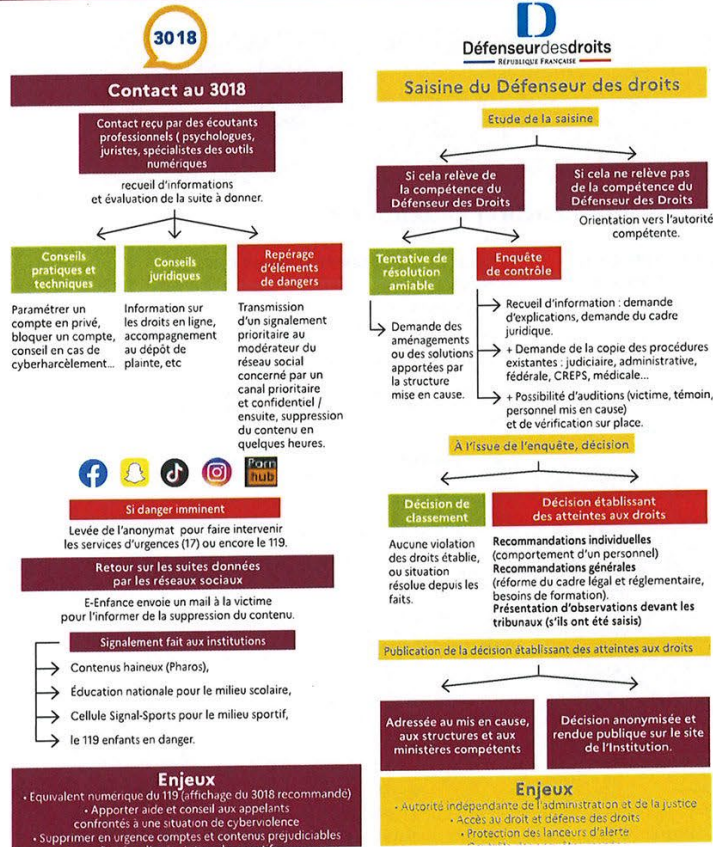 3018
Contact au 3018
Contact reçu par des écoutants
professionnels ( psychologues,
juristes, spécialistes des outils
numériques
recueil d'informations
et évaluation de la suite à donner.
Conseils
pratiques et
techniques
Paramétrer un
compte en privé,
bloquer un compte,
conseil en cas de
cyberharcèlement...
Conseils
juridiques
Information sur
les droits en ligne,
accompagnement
au dépôt de
plainte, etc
Repérage
d'éléments
de dangers
Transmission
d'un signalement
prioritaire au
modérateur du
réseau social
concerné par un
canal prioritaire
et confidentiel /
ensuite, suppression
du contenu en
quelques heures.
Porn
hub
Si danger imminent
Levée de l'anonymat pour faire intervenir
les services d'urgences (17) ou encore le 119.
Retour sur les suites données
par les réseaux sociaux
E-Enfance envoie un mail à la victime
pour l'informer de la suppression du contenu.
Signalement fait aux institutions
Contenus haineux (Pharos),
Éducation nationale pour le milieu scolaire,
Cellule Signal-Sports pour le milieu sportif,
le 119 enfants en danger.
Enjeux
• Equivalent numérique du 119 (affichage du 3018 recommandé)
• Apporter aide et conseil aux appelants
confrontés à une situation de cyberviolence
• Supprimer en urgence comptes et contenus préjudiciables
Défenseurdesdroits
RÉPUBLIQUE FRANÇAISE
Saisine du Défenseur des droits
Etude de la saisine
Si cela relève de
la compétence du
Défenseur des Droits
Si cela ne relève pas
de la compétence du
Défenseur des Droits
Orientation vers l'autorité
compétente.
Tentative de
résolution
amiable
Demande des
aménagements
ou des solutions
apportées par
la structure
mise en cause.
Enquête
de contrôle
Recueil d'information : demande
d'explications, demande du cadre
juridique.
+ Demande de la copie des procédures
existantes : judiciaire, administrative,
fédérale, CREPS, médicale...
+ Possibilité d'auditions (victime, témoin,
personnel mis en cause)
et de vérification sur place.
À l'issue de l'enquête, décision
Décision de
classement
Aucune violation
des droits établie,
ou situation
résolue depuis les
faits.
Décision établissant
des atteintes aux droits
Recommandations individuelles
(comportement d'un personnel)
Recommandations générales
(réforme du cadre légal et réglementaire,
besoins de formation).
Présentation d'observations devant les
tribunaux (s'ils ont été saisis)
Publication de la décision établissant des atteintes aux droits
Adressée au mis en cause,
aux structures et aux
ministères compétents
Décision anonymisée et
rendue publique sur le site
de l'Institution.
Enjeux
• Autorité indépendante de l'administration et de la justice
• Accès au droit et défense des droits
• Protection des lanceurs d'alerte